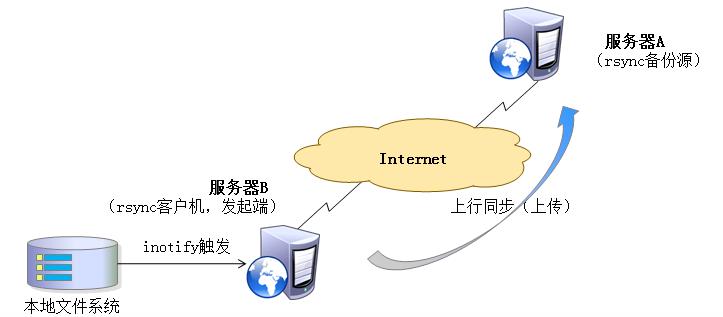 服务器A
（rsync备份源）
Internet
服务器B
（rsync客户机，发起端）
上行同步（上传）
inotify触发
本地文件系统